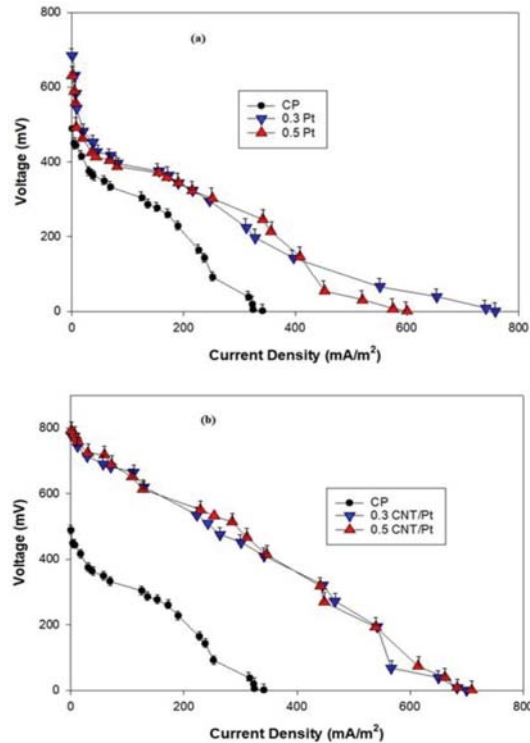 (a)
CP
0.3 Pt
0.5 Pt
Voltage (mV)
800
600
400
200
0
0 200 400 600 800
Current Density (mA/m²)
(b)
CP
0.3 CNT/Pt
0.5 CNT/Pt
Voltage (mV)
800
600
400
200
0
0 200 400 600 800
Current Density (mA/m²)